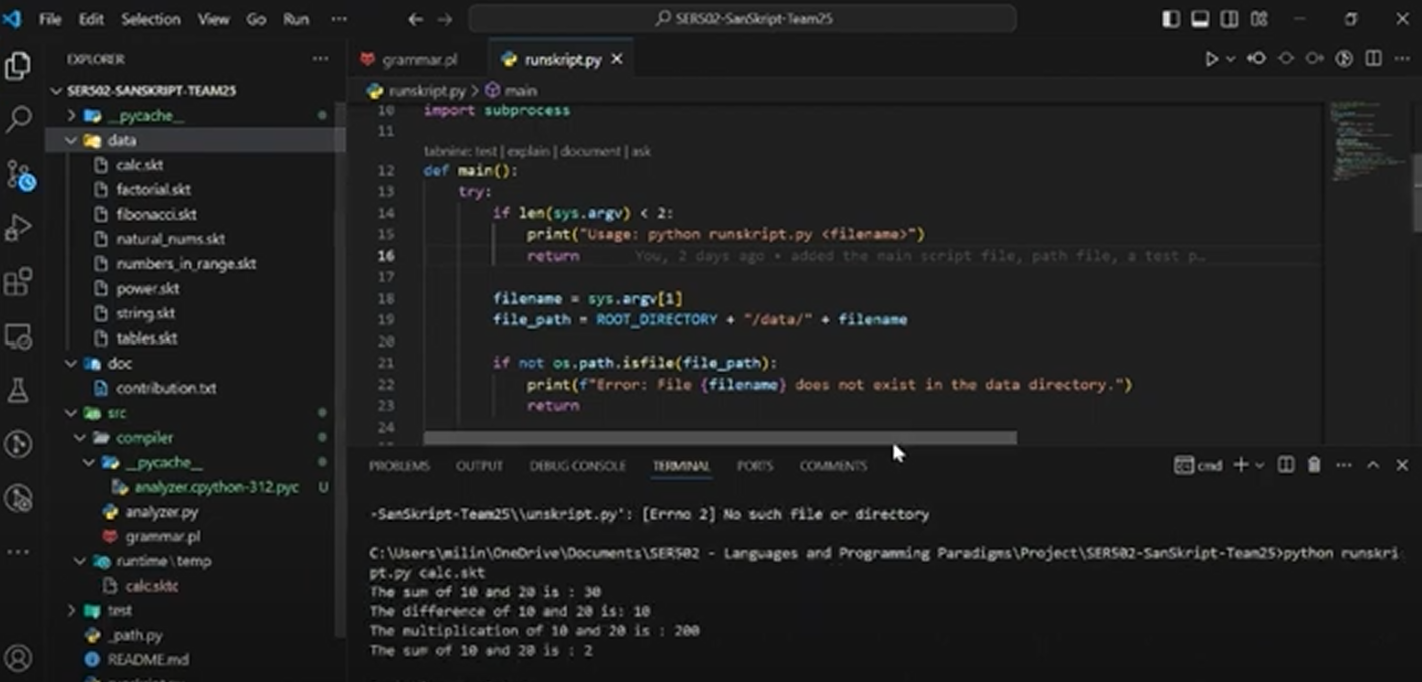 File Edit Selection View Go Run ···
SER502-SanSkript-Team25
EXPLORER ···
SER502-SANSKRIPT-TEAM25
__pycache__
data
calc.skt
factorial.skt
fibonacci.skt
natural_nums.skt
numbers_in_range.skt
power.skt
string.skt
tables.skt
doc
contribution.txt
src
compiler
__pycache__
analyzer.cpython-312.pyc U
analyzer.py
grammar.pl
runtime\temp
calc.sktc
test
_path.py
README.md
grammar.pl runskript.py
runskript.py > main
10 import subprocess
11
tabnine: test | explain | document | ask
12 def main():
13 try:
14 if len(sys.argv) < 2:
15 print("Usage: python runskript.py <filename>")
16 return You, 2 days ago • added the main script file, path file, a test p…
17
18 filename = sys.argv[1]
19 file_path = ROOT_DIRECTORY + "/data/" + filename
20
21 if not os.path.isfile(file_path):
22 print(f"Error: File {filename} does not exist in the data directory.")
23 return
24
PROBLEMS OUTPUT DEBUG CONSOLE TERMINAL PORTS COMMENTS cmd
-SanSkript-Team25\\unskript.py': [Errno 2] No such file or directory
C:\Users\milin\OneDrive\Documents\SER502 - Languages and Programming Paradigms\Project\SER502-SanSkript-Team25>python runskri
pt.py calc.skt
The sum of 10 and 20 is : 30
The difference of 10 and 20 is: 10
The multiplication of 10 and 20 is : 200
The sum of 10 and 20 is : 2